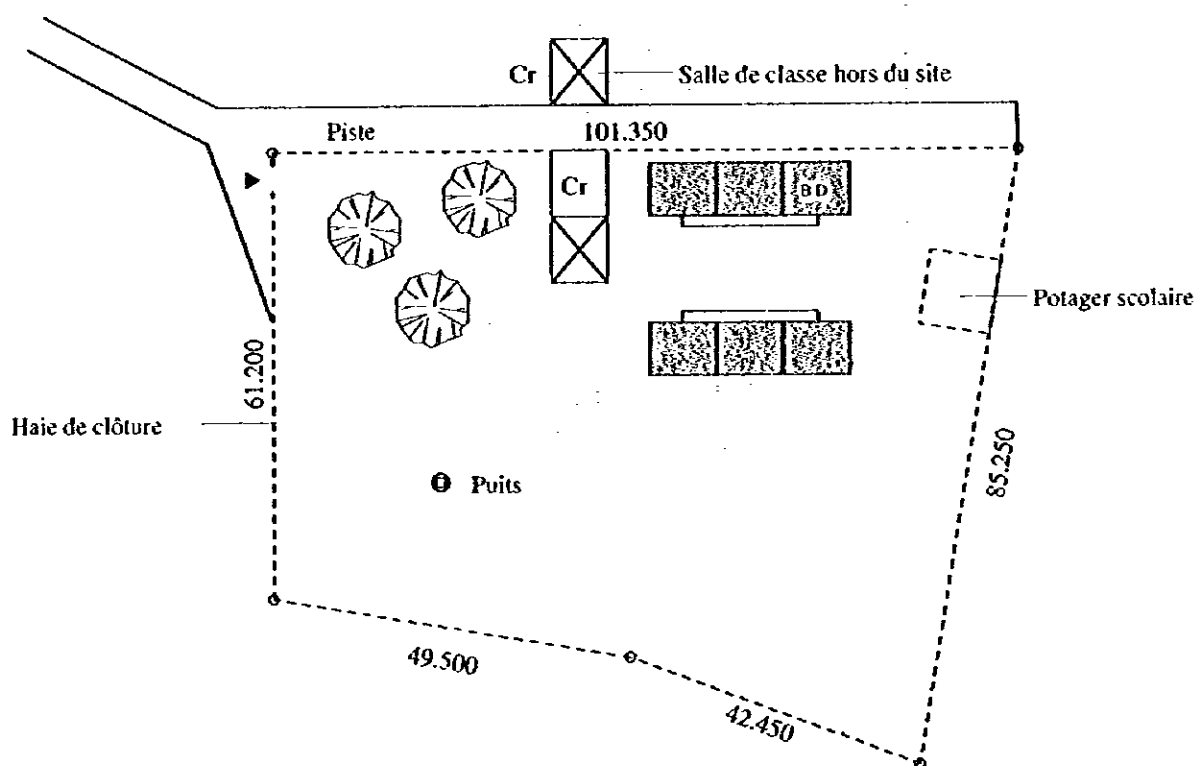 Cr
Salle de classe hors du site
Piste
101.350
Cr
BD
Potager scolaire
61.200
Haie de clôture
85.250
Puits
49.500
42.450